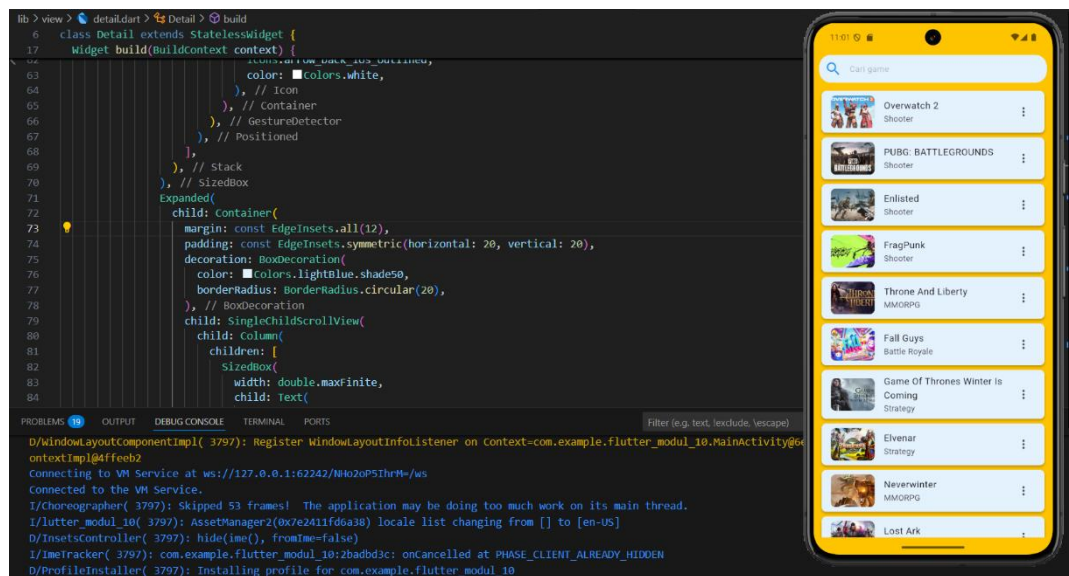 lib > view > detail.dart > Detail > build
6 class Detail extends StatelessWidget {
17 Widget build(BuildContext context) {
62 Icons.arrow_back_ios_outlined,
63 color: Colors.white,
64 ), // Icon
65 ), // Container
66 ), // GestureDetector
67 ), // Positioned
68 ],
69 ), // Stack
70 ), // SizedBox
71 Expanded(
72 child: Container(
73 margin: const EdgeInsets.all(12),
74 padding: const EdgeInsets.symmetric(horizontal: 20, vertical: 20),
75 decoration: BoxDecoration(
76 color: Colors.lightBlue.shade50,
77 borderRadius: BorderRadius.circular(20),
78 ), // BoxDecoration
79 child: SingleChildScrollView(
80 child: Column(
81 children: [
82 SizedBox(
83 width: double.maxFinite,
84 child: Text(
PROBLEMS 19 OUTPUT DEBUG CONSOLE TERMINAL PORTS Filter (e.g. text, !exclude, \escape)
D/WindowLayoutComponentImpl( 3797): Register WindowLayoutInfoListener on Context=com.example.flutter_modul_10.MainActivity@6
ontextImpl@4ffeeb2
Connecting to VM Service at ws://127.0.0.1:62242/NHo2oP5IhrM=/ws
Connected to the VM Service.
I/Choreographer( 3797): Skipped 53 frames! The application may be doing too much work on its main thread.
I/lutter_modul_10( 3797): AssetManager2(0x7e2411fd6a38) locale list changing from [] to [en-US]
D/InsetsController( 3797): hide(ime(), fromIme=false)
I/ImeTracker( 3797): com.example.flutter_modul_10:2badbd3c: onCancelled at PHASE_CLIENT_ALREADY_HIDDEN
D/ProfileInstaller( 3797): Installing profile for com.example.flutter_modul_10
11:01
Cari game
Overwatch 2
Shooter
PUBG: BATTLEGROUNDS
Shooter
Enlisted
Shooter
FragPunk
Shooter
Throne And Liberty
MMORPG
Fall Guys
Battle Royale
Game Of Thrones Winter Is
Coming
Strategy
Elvenar
Strategy
Neverwinter
MMORPG
Lost Ark